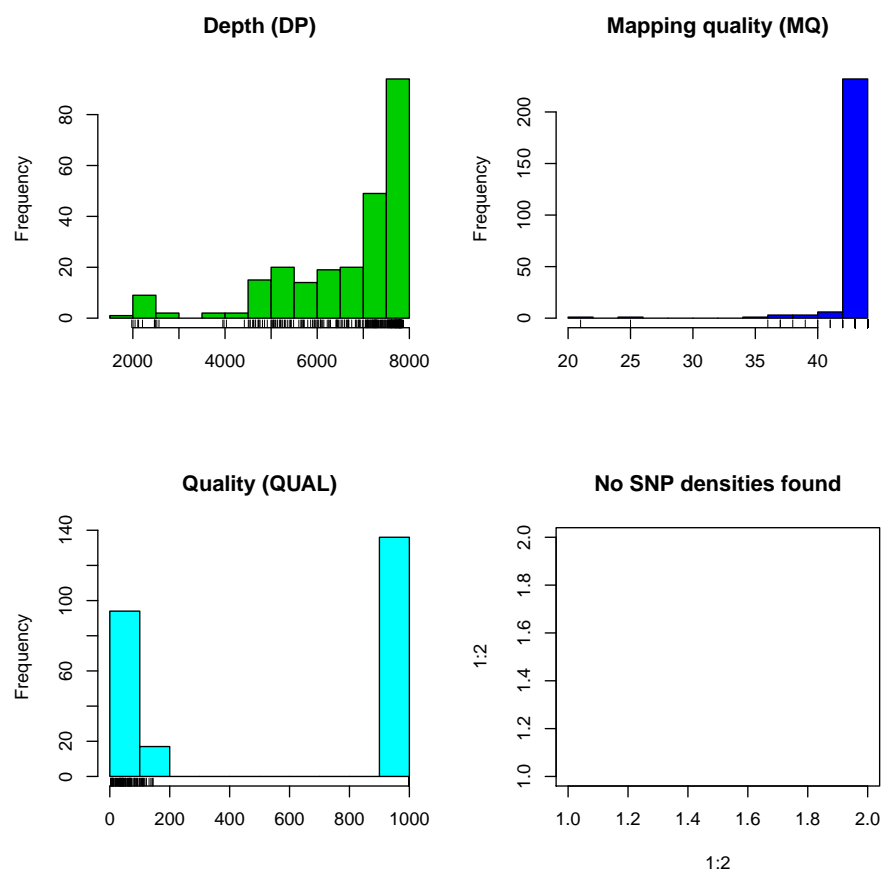 Depth (DP)
Frequency
0 20 40 60 80
2000 4000 6000 8000
Mapping quality (MQ)
Frequency
0 50 100 150 200
20 25 30 35 40
Quality (QUAL)
Frequency
0 20 60 100 140
0 200 400 600 800 1000
No SNP densities found
1:2
1.0 1.2 1.4 1.6 1.8 2.0
1.0 1.2 1.4 1.6 1.8 2.0
1:2